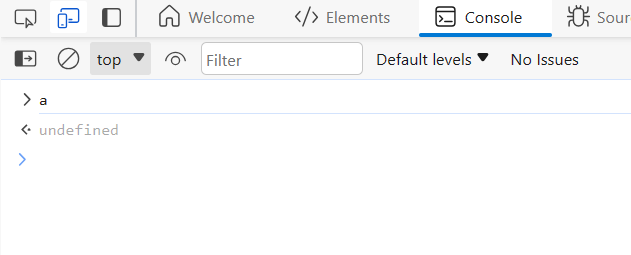 Welcome Elements Console Sour
top Filter Default levels No Issues
a
undefined